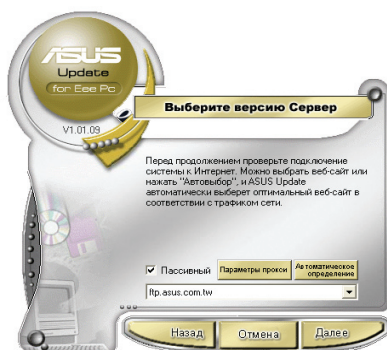 ASUS
Update
for Eee Pc
V1.01.09
Выберите версию Сервер
Перед продолжением проверьте подключение
системы к Интернет. Можно выбрать веб-сайт или
нажать "Автовыбор", и ASUS Update
автоматически выберет оптимальный веб-сайт в
соответствии с трафиком сети.
Пассивный Параметры прокси Автоматическое
определение
ftp.asus.com.tw
Назад Отмена Далее